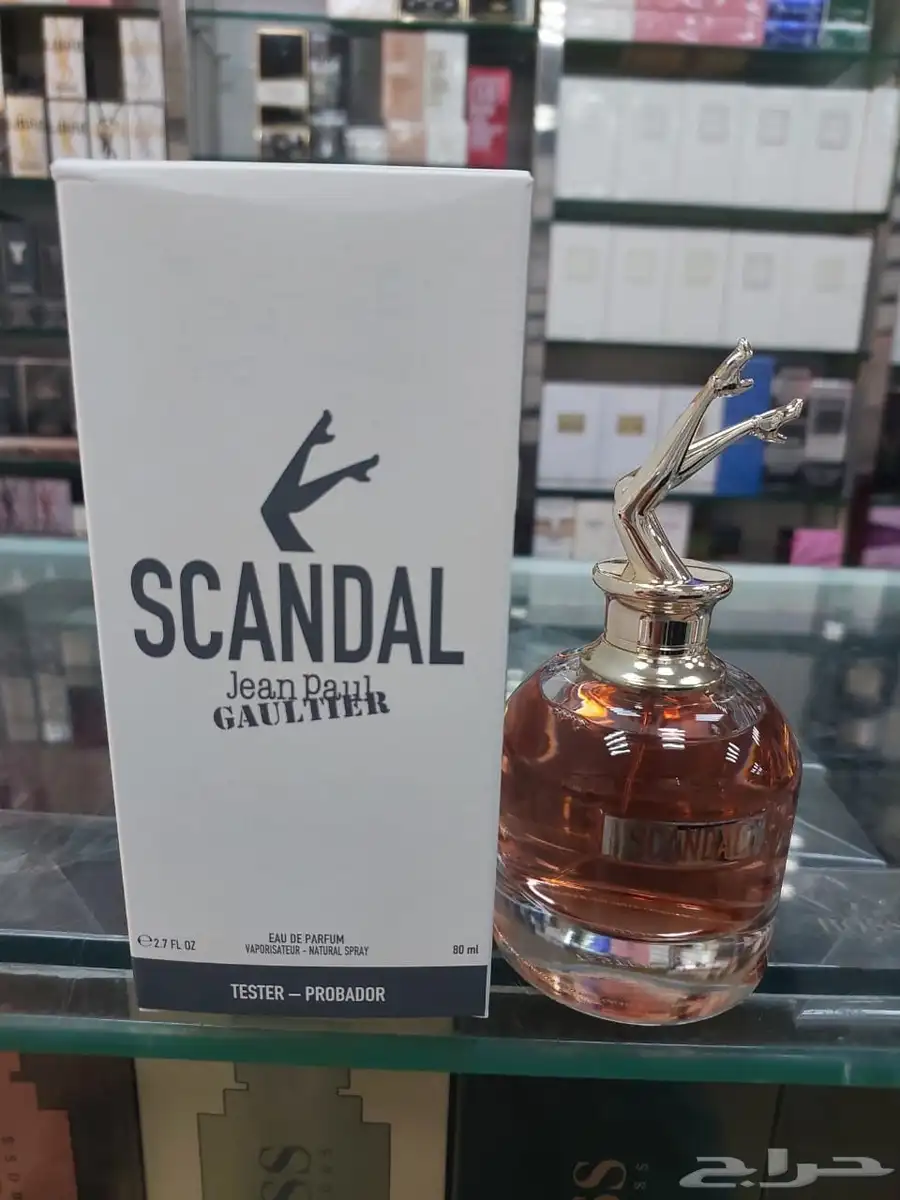 SCANDAL
Jean Paul
GAULTIER
℮ 2.7 FL OZ
EAU DE PARFUM
VAPORISATEUR - NATURAL SPRAY
80 ml
TESTER – PROBADOR
SCANDAL
حراج